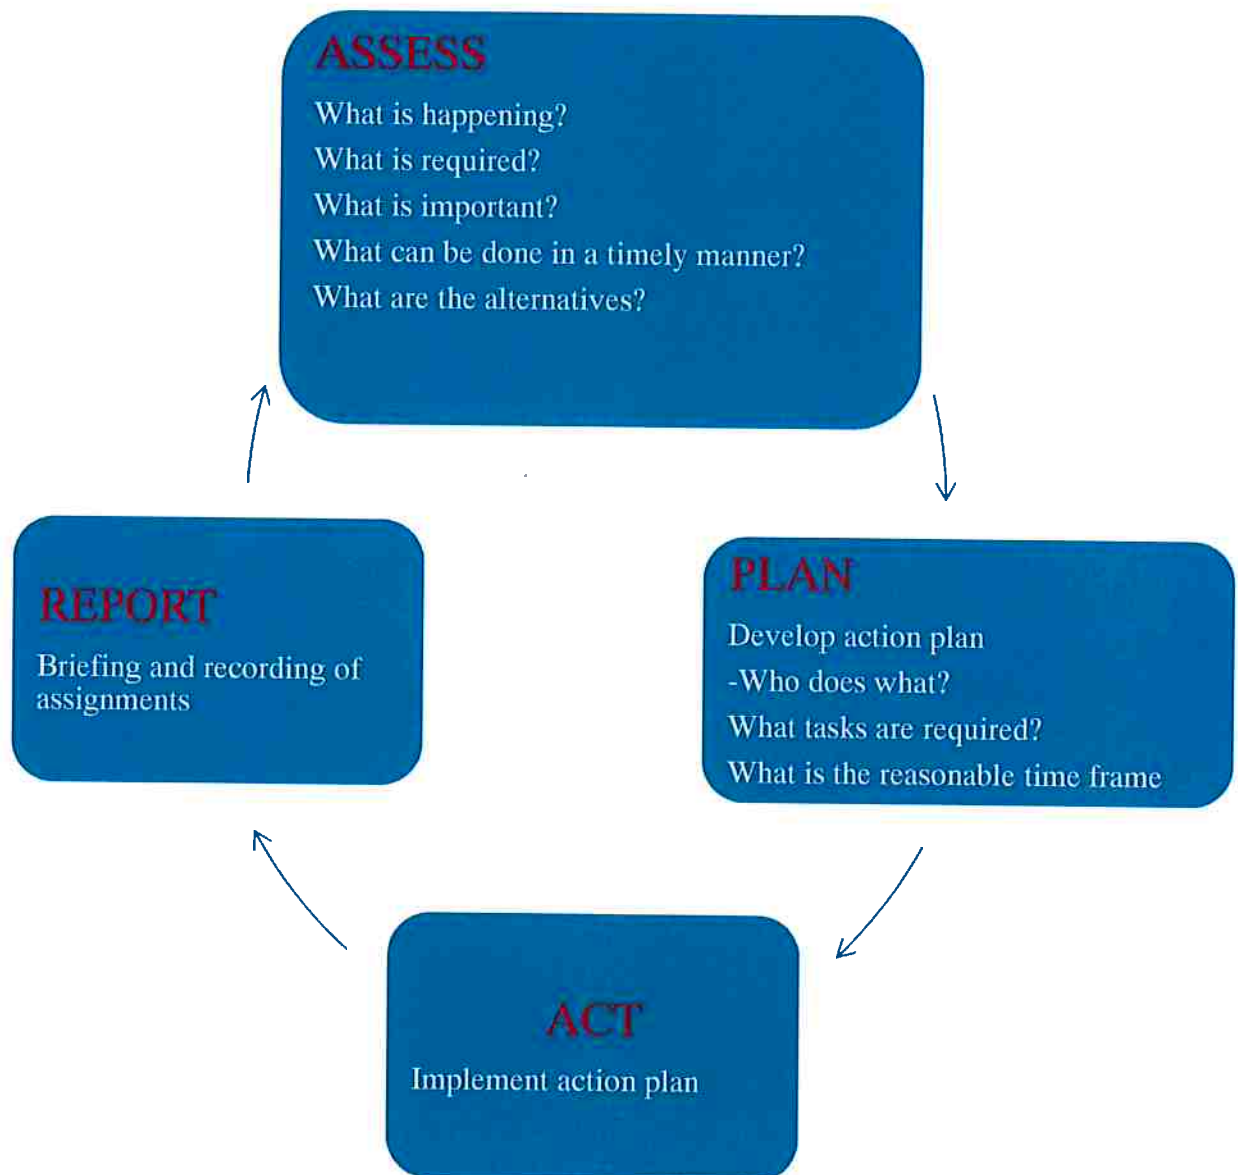 ASSESS
What is happening?
What is required?
What is important?
What can be done in a timely manner?
What are the alternatives?
PLAN
Develop action plan
-Who does what?
What tasks are required?
What is the reasonable time frame
ACT
Implement action plan
REPORT
Briefing and recording of
assignments